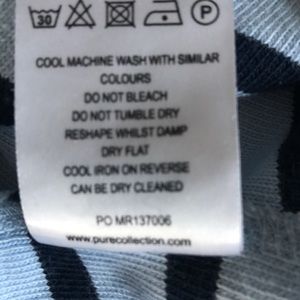 30 P
COOL MACHINE WASH WITH SIMILAR
COLOURS
DO NOT BLEACH
DO NOT TUMBLE DRY
RESHAPE WHILST DAMP
DRY FLAT
COOL IRON ON REVERSE
CAN BE DRY CLEANED
PO MR137006
www.purecollection.com